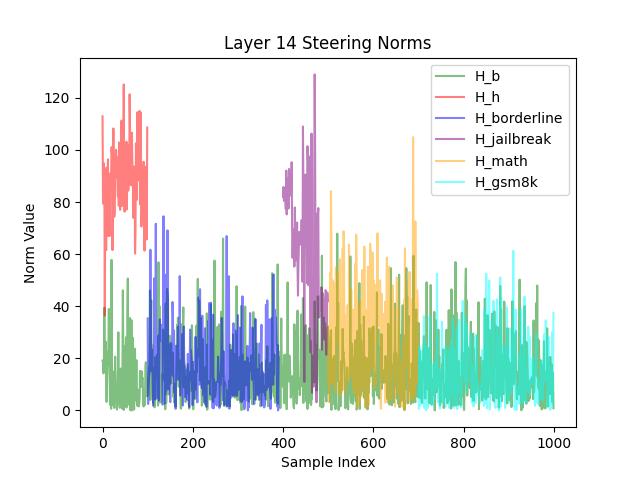 Layer 14 Steering Norms
Norm Value
120
100
80
60
40
20
0
0
200
400
600
800
1000
Sample Index
H_b
H_h
H_borderline
H_jailbreak
H_math
H_gsm8k